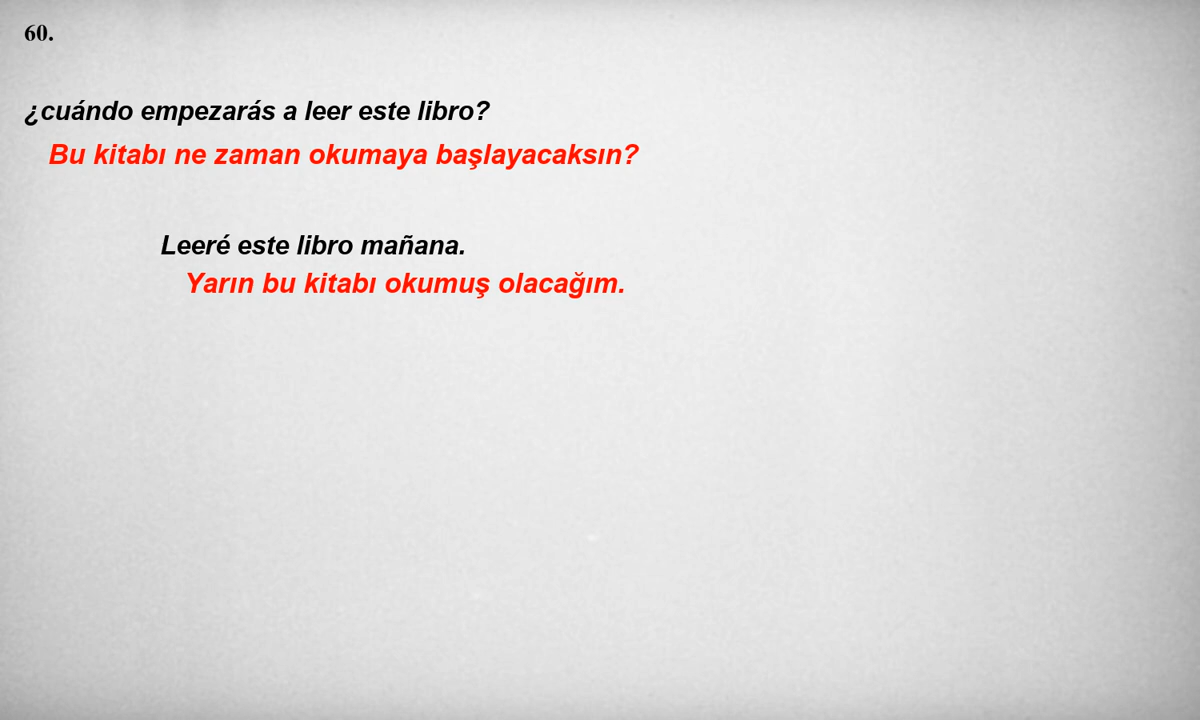 60.
¿cuándo empezarás a leer este libro?
Bu kitabı ne zaman okumaya başlayacaksın?
Leeré este libro mañana.
Yarın bu kitabı okumuş olacağım.